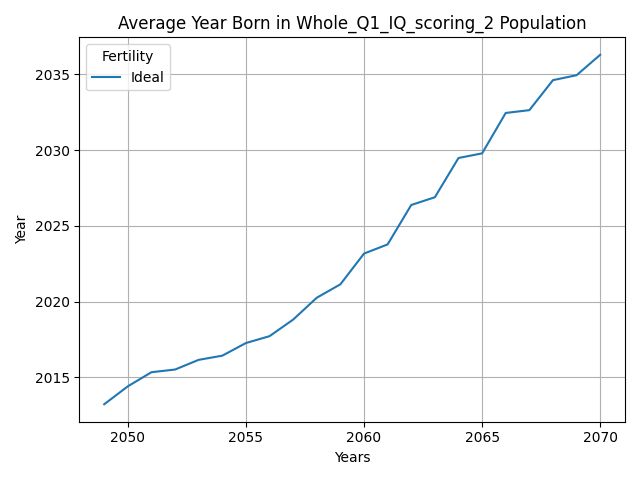 Average Year Born in Whole_Q1_IQ_scoring_2 Population
Fertility
Ideal
Year
2035
2030
2025
2020
2015
2050 2055 2060 2065 2070
Years